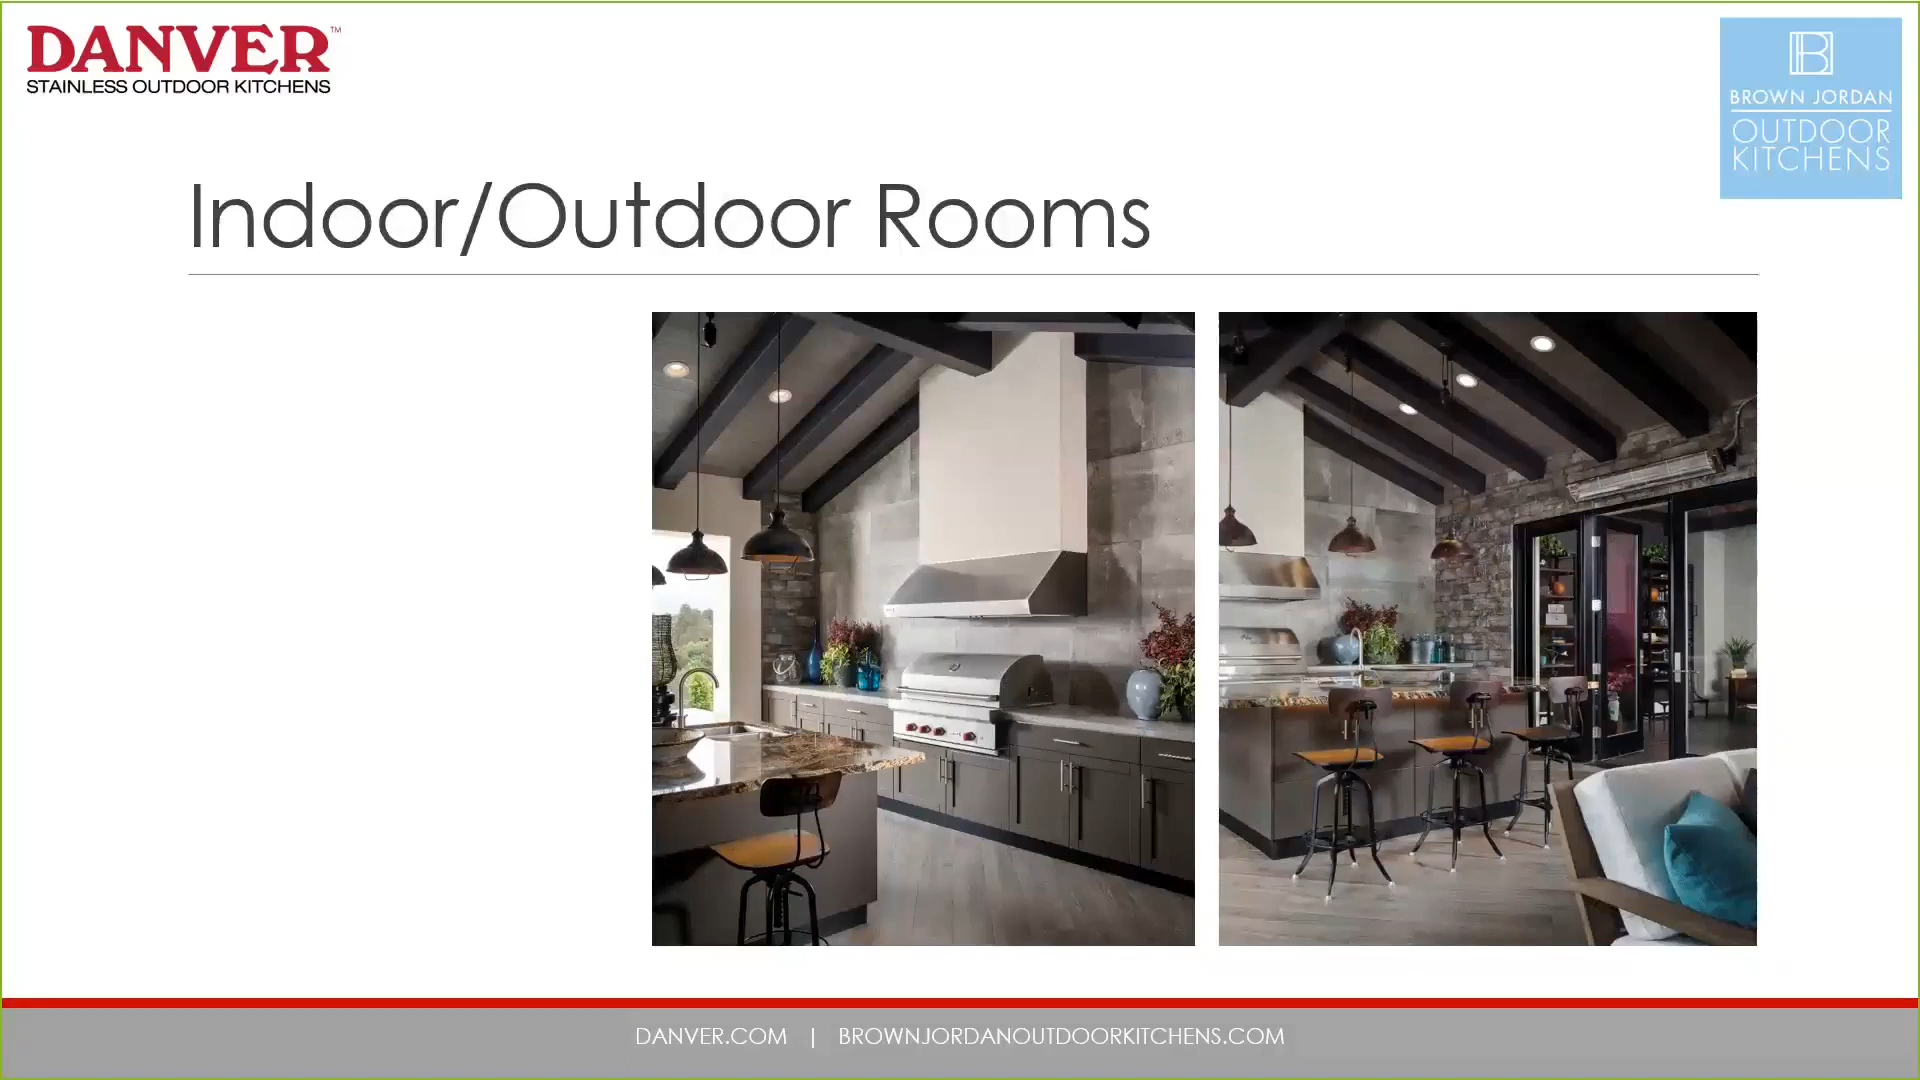 DANVER™
STAINLESS OUTDOOR KITCHENS
B
BROWN JORDAN
OUTDOOR
KITCHENS
Indoor/Outdoor Rooms
DANVER.COM | BROWNJORDANOUTDOORKITCHENS.COM